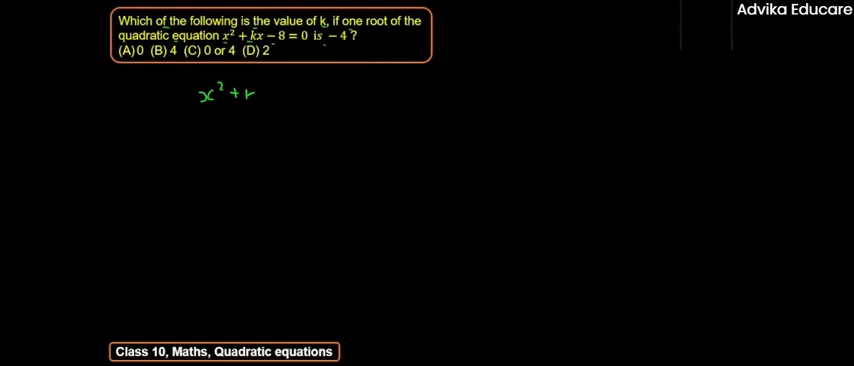 Advika Educare
Which of the following is the value of k, if one root of the
quadratic equation x² + kx − 8 = 0 is − 4 ?
(A) 0 (B) 4 (C) 0 or 4 (D) 2
x² + r
Class 10, Maths, Quadratic equations